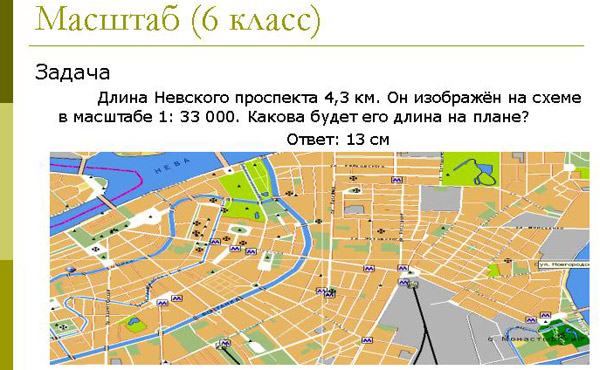 Масштаб (6 класс)
Задача
Длина Невского проспекта 4,3 км. Он изображён на схеме
в масштабе 1: 33 000. Какова будет его длина на плане?
Ответ: 13 см
НЕВА